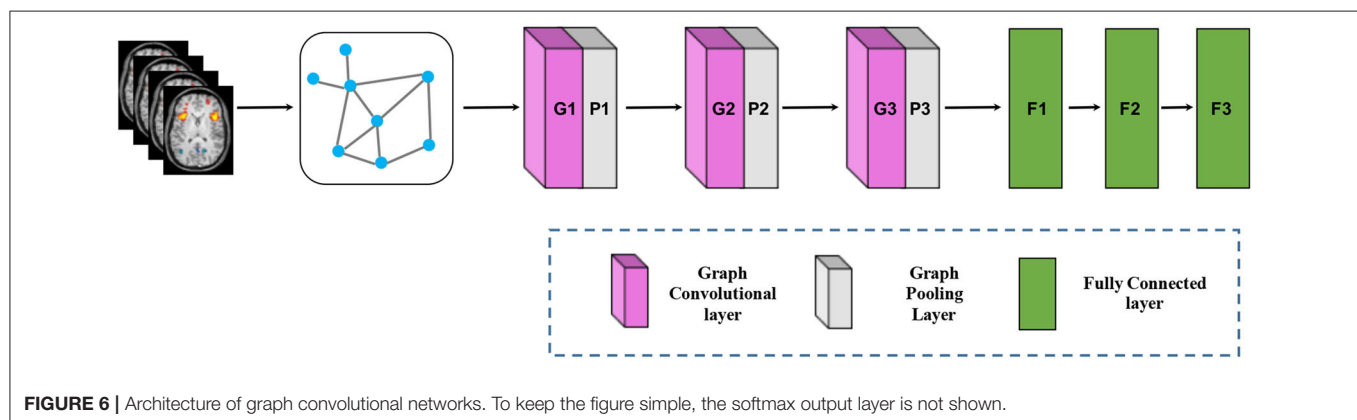 G1 P1 G2 P2 G3 P3 F1 F2 F3
Graph
Convolutional
layer
Graph
Pooling
Layer
Fully Connected
layer
FIGURE 6 | Architecture of graph convolutional networks. To keep the figure simple, the softmax output layer is not shown.